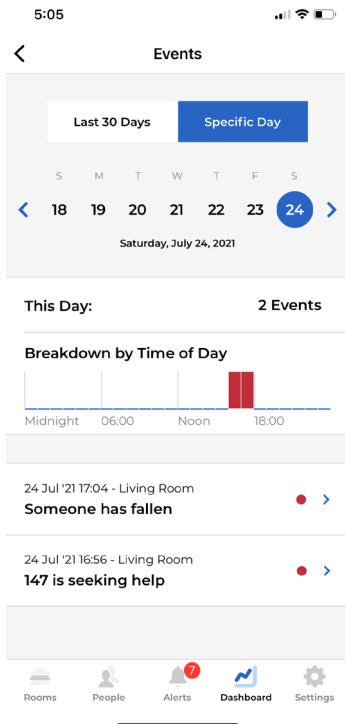 5:05
Events
Last 30 Days Specific Day
S M T W T F S
18 19 20 21 22 23 24
Saturday, July 24, 2021
This Day: 2 Events
Breakdown by Time of Day
Midnight 06:00 Noon 18:00
24 Jul '21 17:04 - Living Room
Someone has fallen
24 Jul '21 16:56 - Living Room
147 is seeking help
7
Rooms People Alerts Dashboard Settings